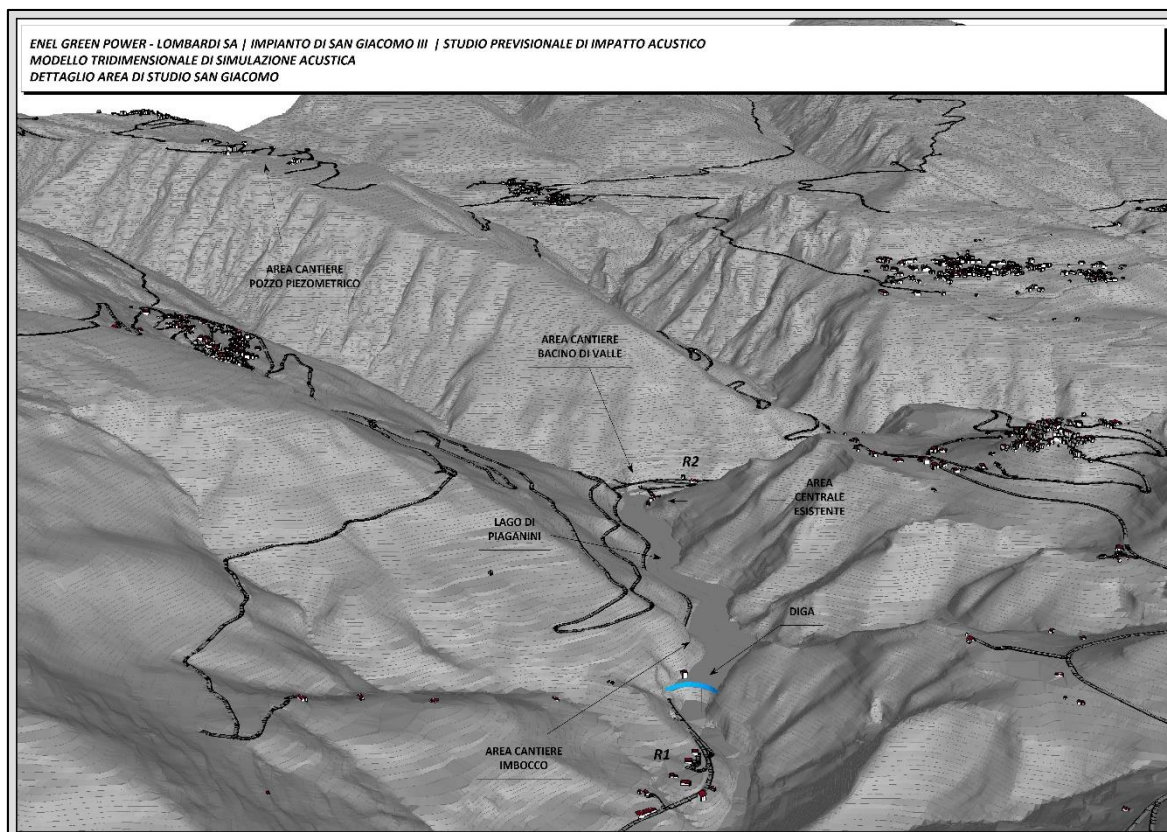 ENEL GREEN POWER - LOMBARDI SA | IMPIANTO DI SAN GIACOMO III | STUDIO PREVISIONALE DI IMPATTO ACUSTICO
MODELLO TRIDIMENSIONALE DI SIMULAZIONE ACUSTICA
DETTAGLIO AREA DI STUDIO SAN GIACOMO
AREA CANTIERE
POZZO PIEZOMETRICO
AREA CANTIERE
BACINO DI VALLE
R2
AREA
CENTRALE
ESISTENTE
LAGO DI
PIAGANINI
DIGA
AREA CANTIERE
IMBOCCO
R1